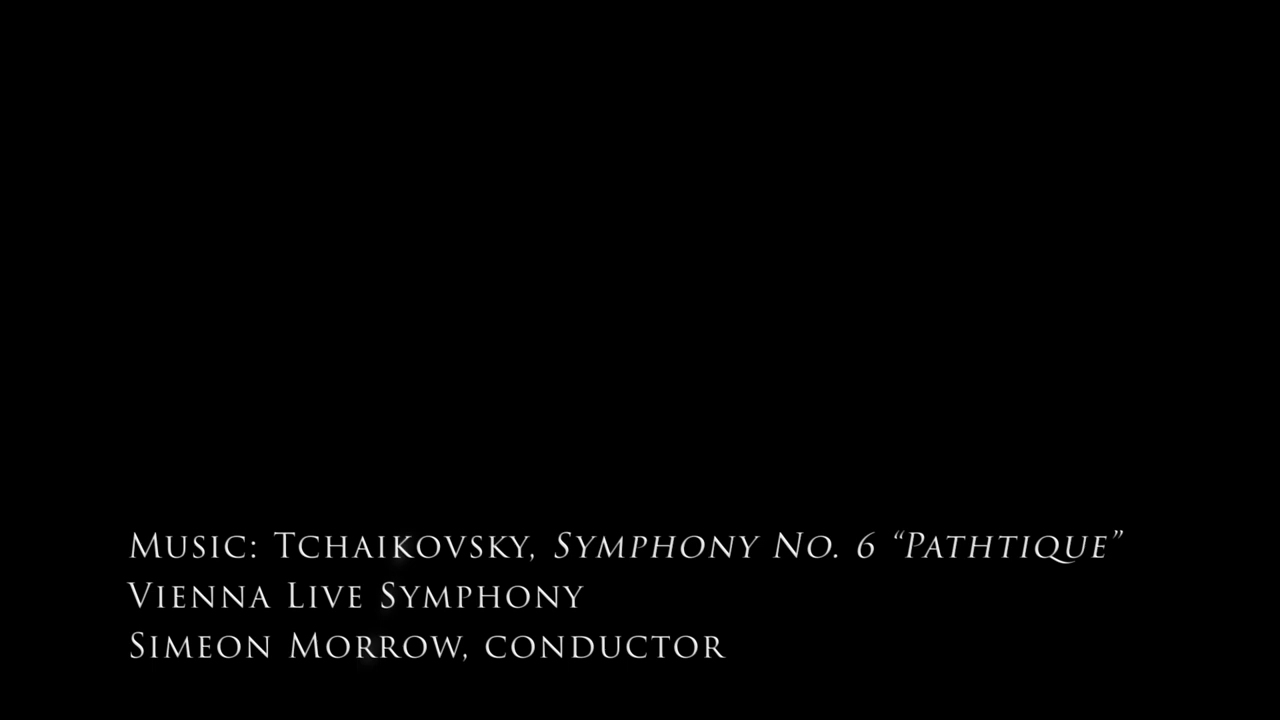 Music: Tchaikovsky, Symphony No. 6 “Pathtique”
Vienna Live Symphony
Simeon Morrow, conductor